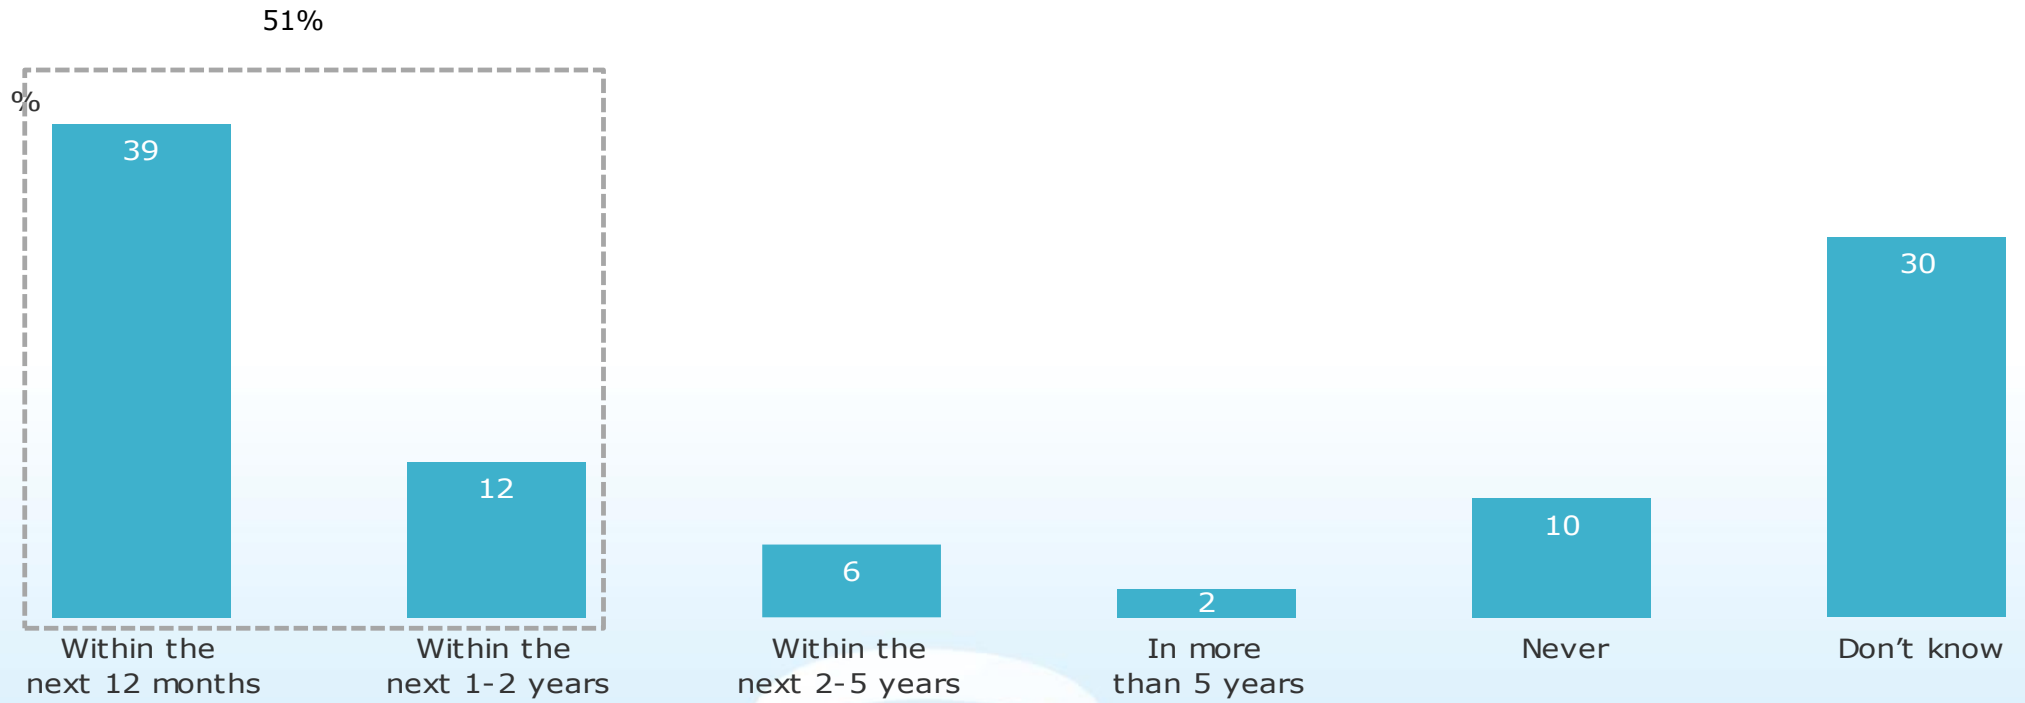 51%
%
39
12
6
2
10
30
Within the
next 12 months
Within the
next 1-2 years
Within the
next 2-5 years
In more
than 5 years
Never
Don’t know